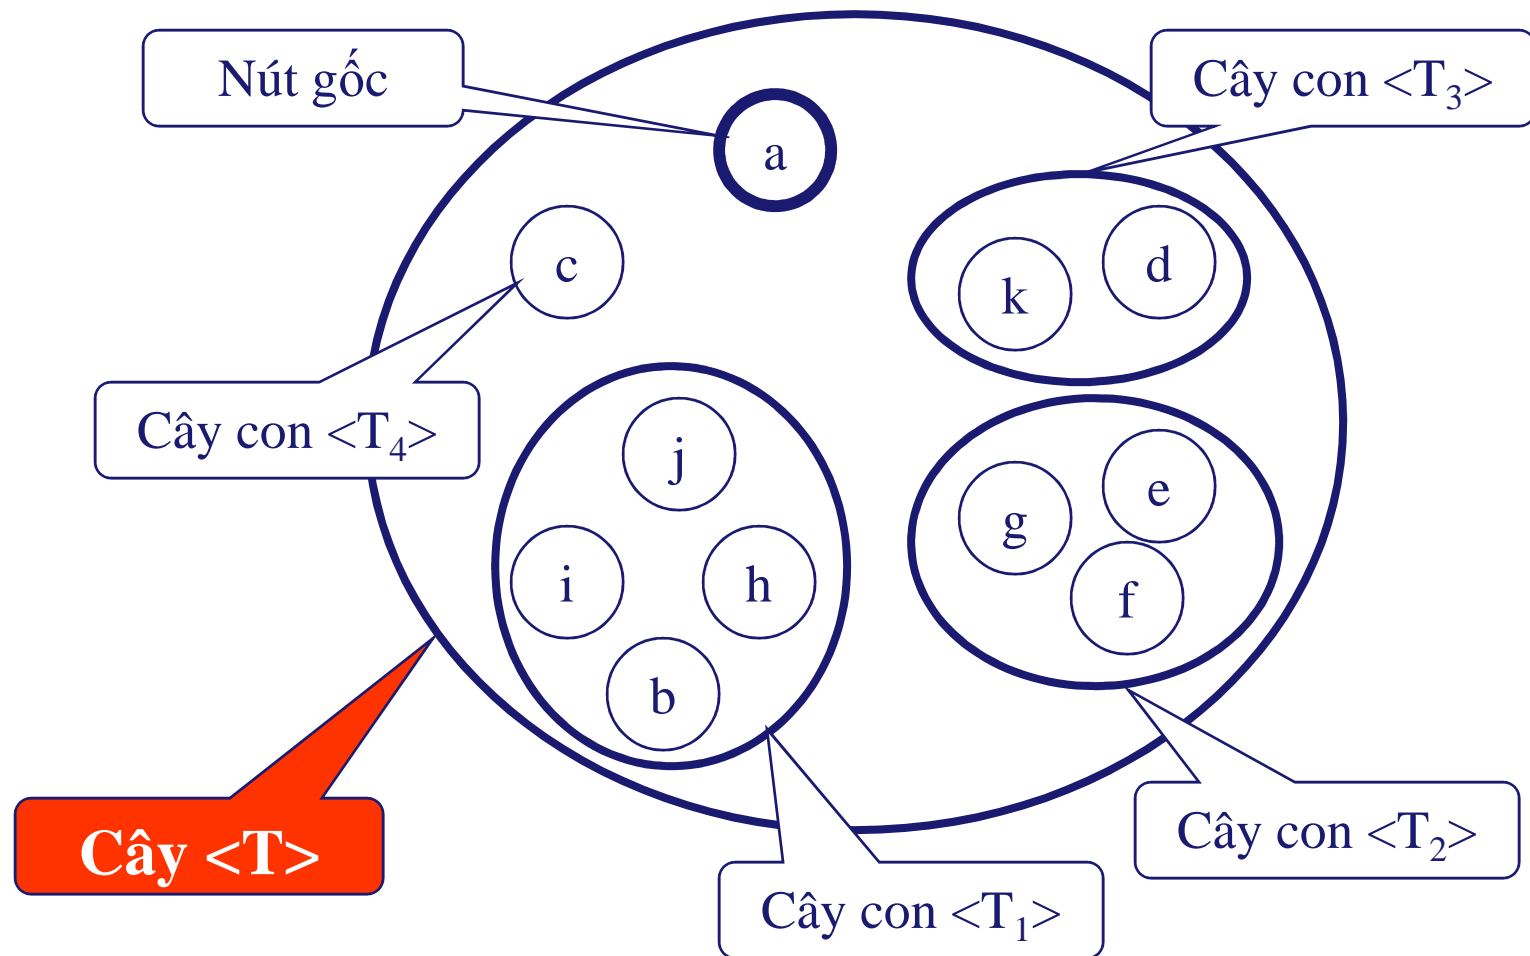 Nút gốc
Cây con <T₃>
a
c
k
d
Cây con <T₄>
j
g
e
i
h
f
b
Cây <T>
Cây con <T₂>
Cây con <T₁>